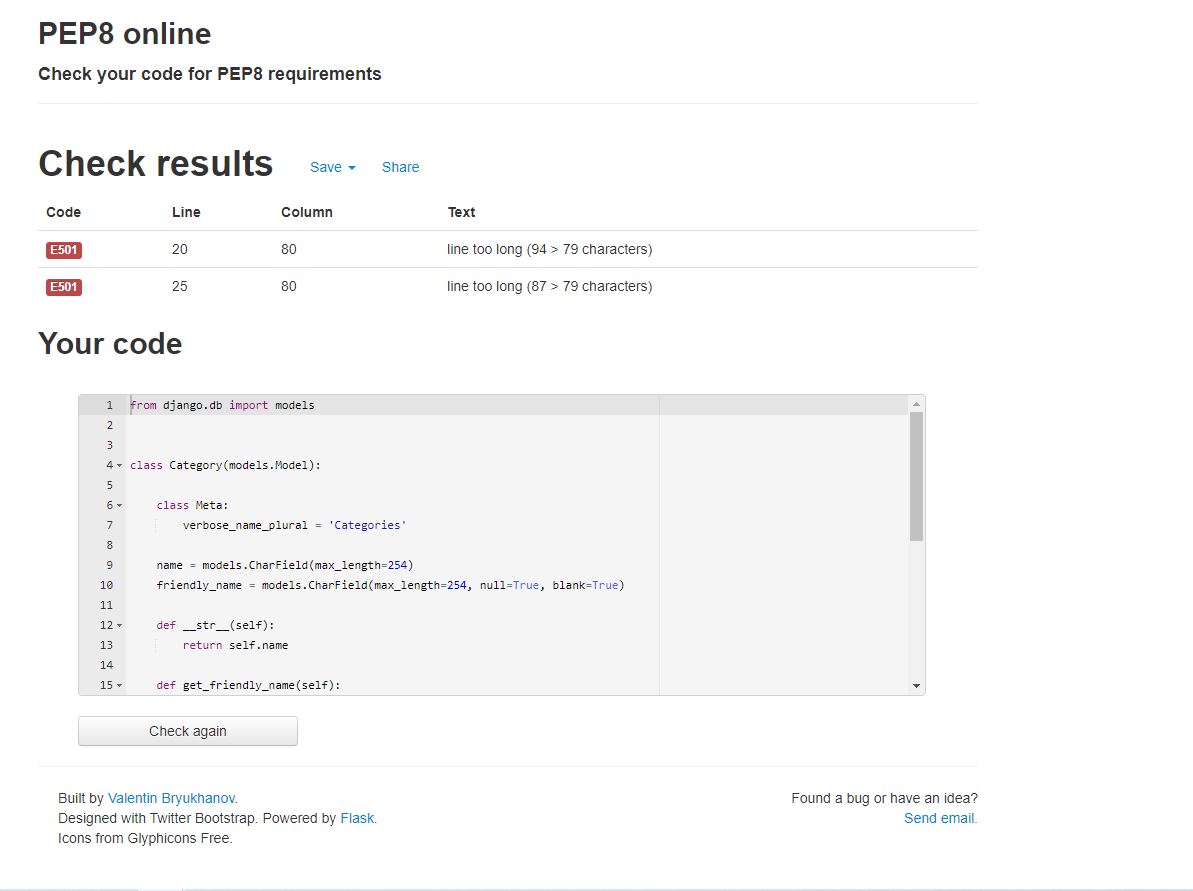 PEP8 online
Check your code for PEP8 requirements
Check results Save Share
Code Line Column Text
E501 20 80 line too long (94 > 79 characters)
E501 25 80 line too long (87 > 79 characters)
Your code
1 from django.db import models
2
3
4 class Category(models.Model):
5
6 class Meta:
7 verbose_name_plural = 'Categories'
8
9 name = models.CharField(max_length=254)
10 friendly_name = models.CharField(max_length=254, null=True, blank=True)
11
12 def __str__(self):
13 return self.name
14
15 def get_friendly_name(self):
Check again
Built by Valentin Bryukhanov. Found a bug or have an idea?
Designed with Twitter Bootstrap. Powered by Flask. Send email.
Icons from Glyphicons Free.